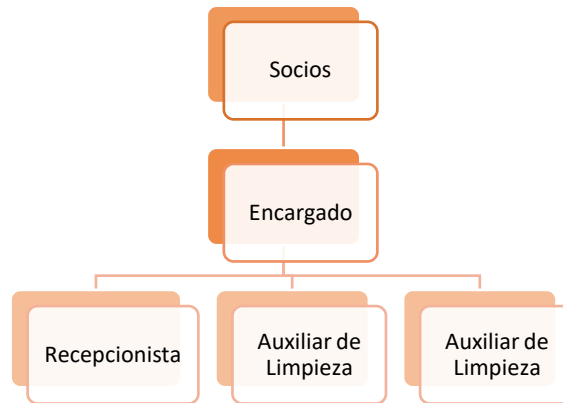 Socios
Encargado
Recepcionista
Auxiliar de
Limpieza
Auxiliar de
Limpieza